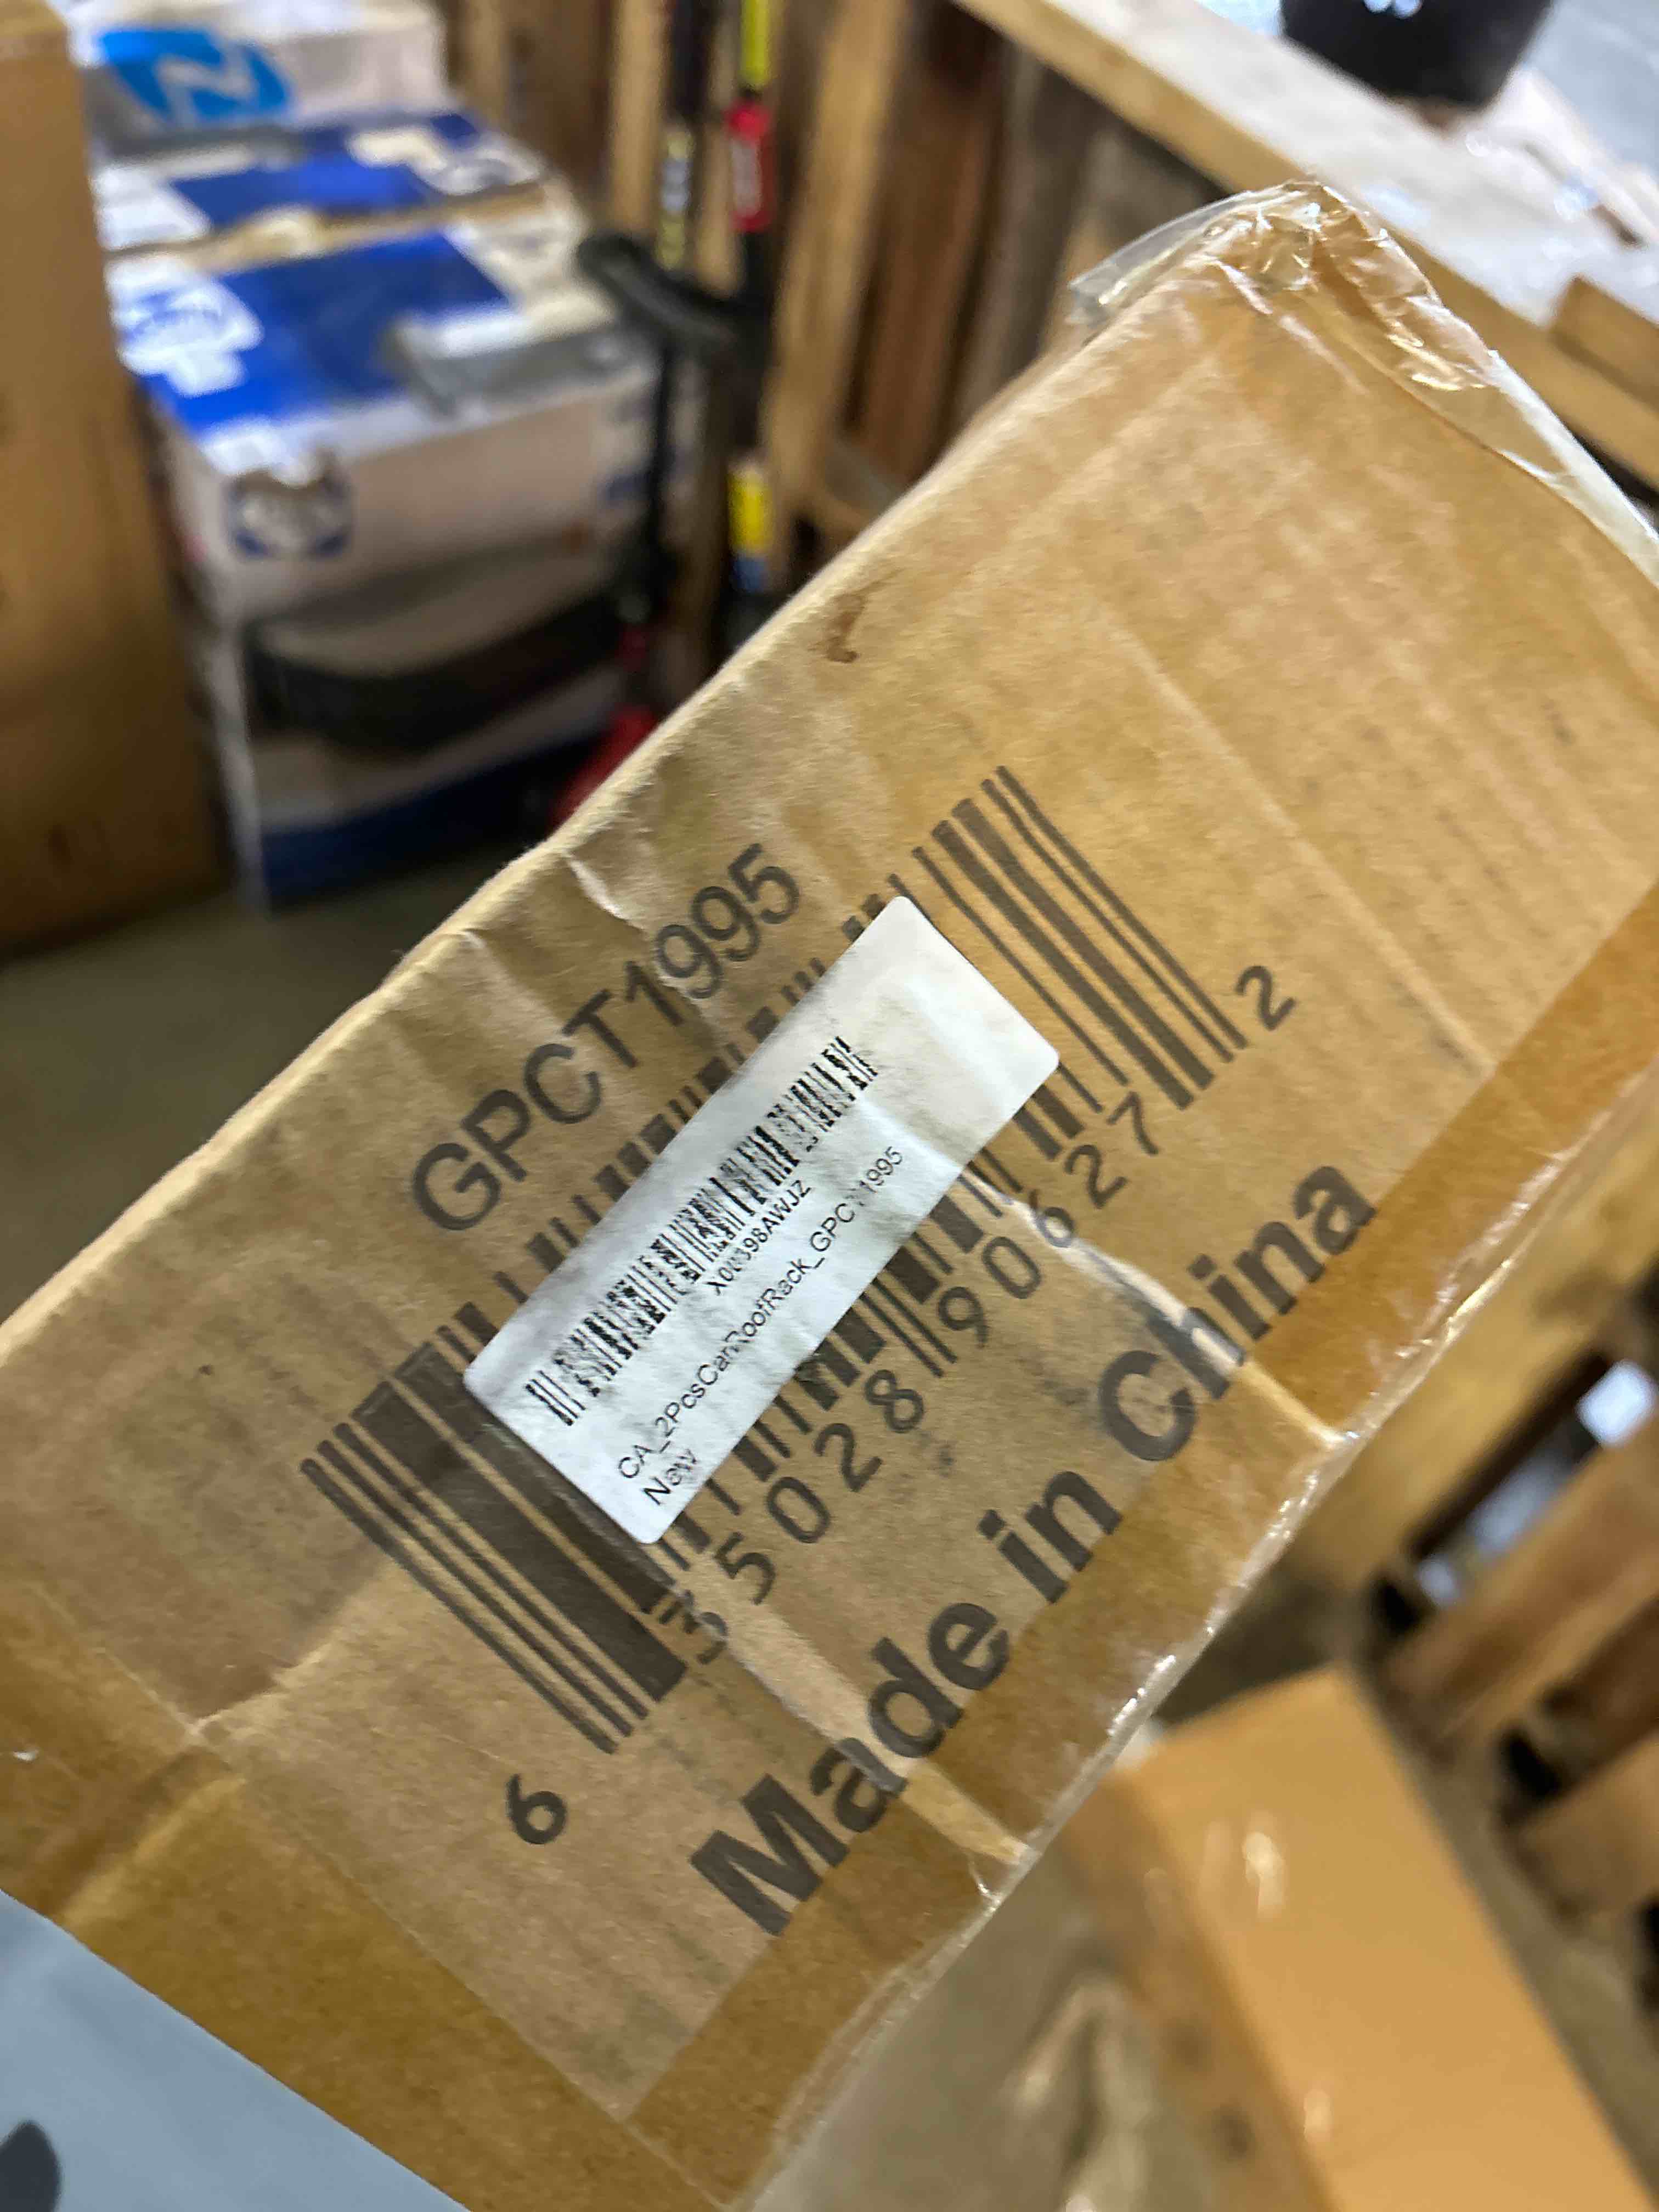 GPCT1995
CA_2PcsCarRoofRack_GPCT1995
New
6 35028 90627 2
Made in China